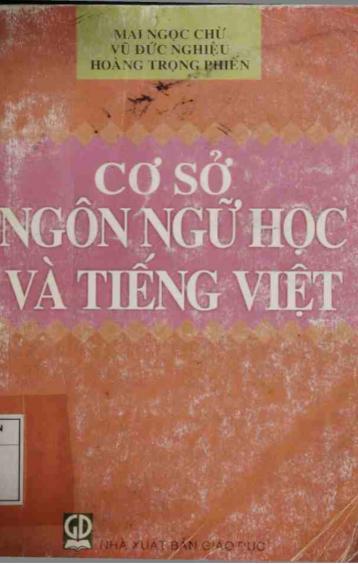 MAI NGỌC CHỪ
VŨ ĐỨC NGHIỆU
HOÀNG TRỌNG PHIẾN
CƠ SỞ
NGÔN NGỮ HỌC
VÀ TIẾNG VIỆT
GD
NHÀ XUẤT BẢN GIÁO DỤC